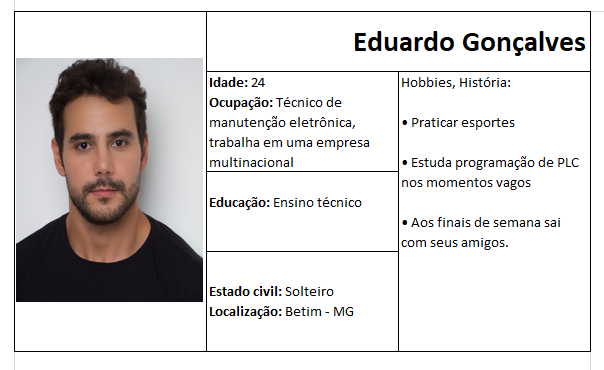 Eduardo Gonçalves
Idade: 24
Ocupação: Técnico de
manutenção eletrônica,
trabalha em uma empresa
multinacional
Educação: Ensino técnico
Estado civil: Solteiro
Localização: Betim - MG
Hobbies, História:
• Praticar esportes
• Estuda programação de PLC
nos momentos vagos
• Aos finais de semana sai
com seus amigos.